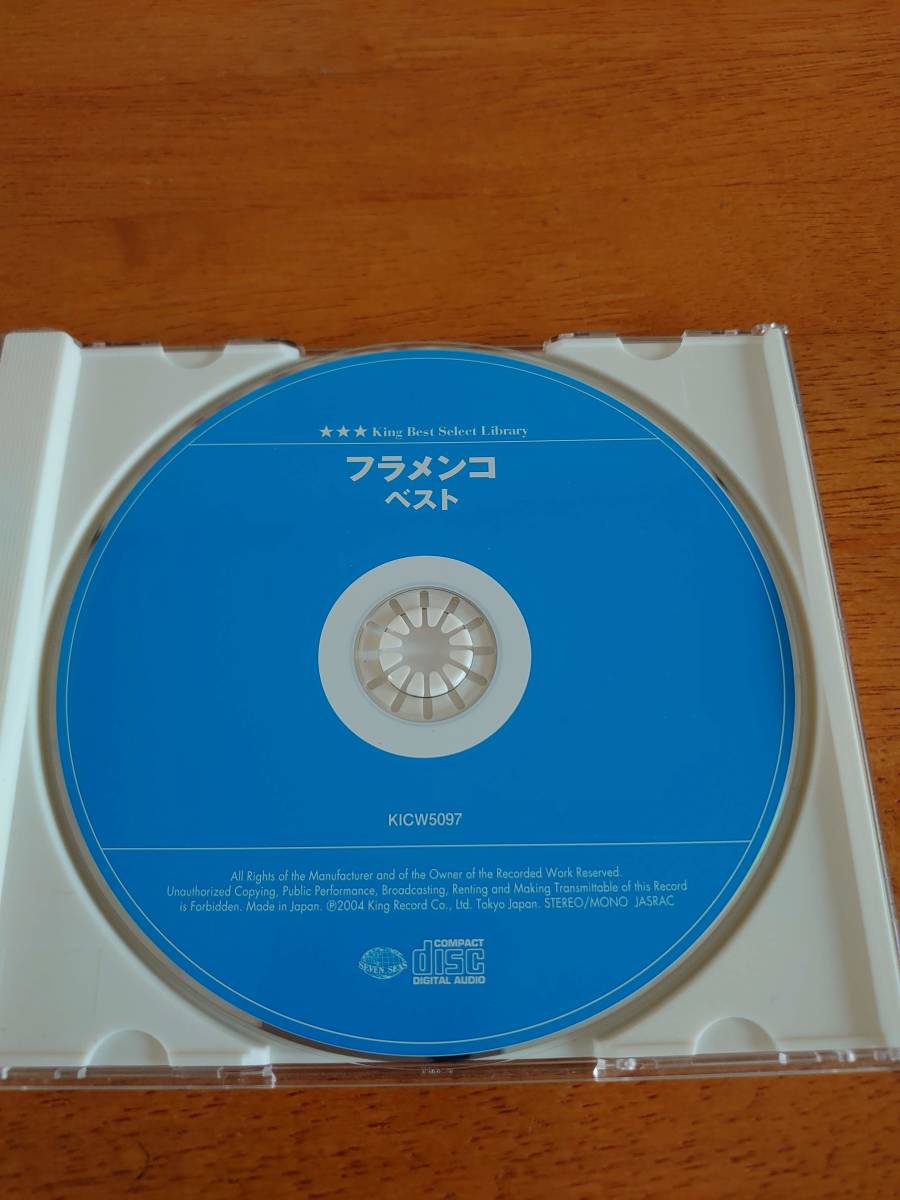 ★★★ King Best Select Library
フラメンコ
ベスト
KICW5097
All Rights of the Manufacturer and of the Owner of the Recorded Work Reserved.
Unauthorized Copying, Public Performance, Broadcasting, Renting and Making Transmittable of this Record
is Forbidden. Made in Japan. ℗2004 King Record Co., Ltd. Tokyo Japan. STEREO/MONO JASRAC
SEVEN SEAS
COMPACT
disc
DIGITAL AUDIO